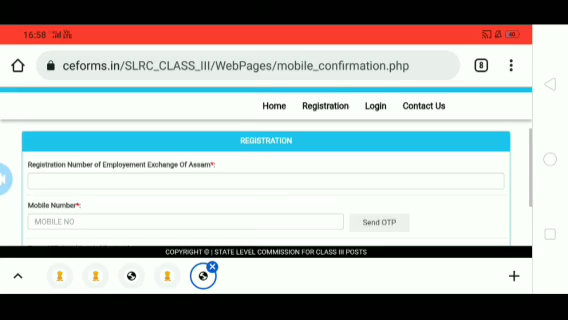 16:58
ceforms.in/SLRC_CLASS_III/WebPages/mobile_confirmation.php
8
Home Registration Login Contact Us
REGISTRATION
Registration Number of Employement Exchange Of Assam*:
Mobile Number*:
MOBILE NO
Send OTP
COPYRIGHT © | STATE LEVEL COMMISSION FOR CLASS III POSTS